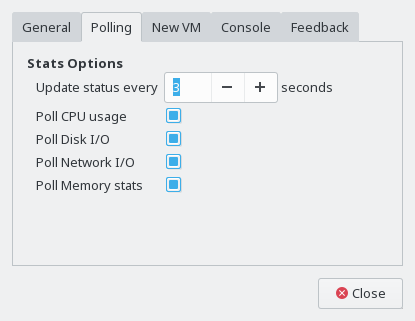 General Polling New VM Console Feedback
Stats Options
Update status every 3 − + seconds
Poll CPU usage
Poll Disk I/O
Poll Network I/O
Poll Memory stats
Close